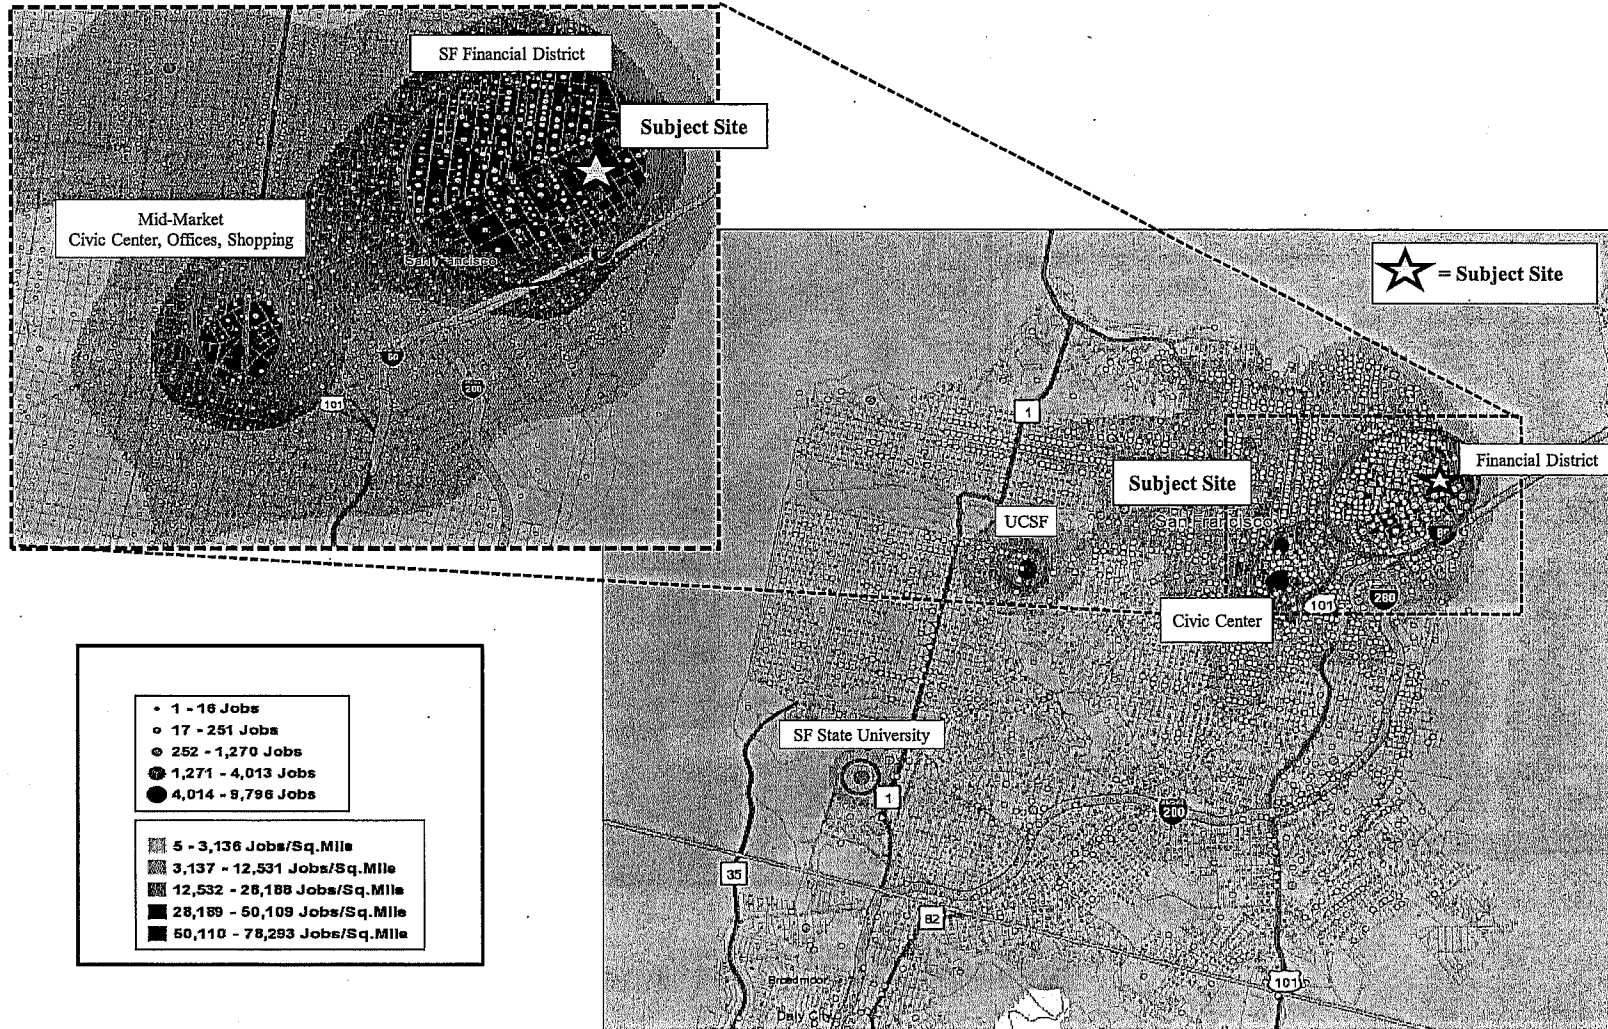 SF Financial District
Subject Site
Mid-Market
Civic Center, Offices, Shopping
San Francisco
80
280
101
= Subject Site
1
Financial District
Subject Site
San Francisco
UCSF
80
280
101
Civic Center
SF State University
1
280
35
82
101
Broadmoor
Daly City
1 - 16 Jobs
17 - 251 Jobs
252 - 1,270 Jobs
1,271 - 4,013 Jobs
4,014 - 9,796 Jobs
5 - 3,136 Jobs/Sq.Mile
3,137 - 12,531 Jobs/Sq.Mile
12,532 - 28,188 Jobs/Sq.Mile
28,189 - 50,109 Jobs/Sq.Mile
50,110 - 78,293 Jobs/Sq.Mile